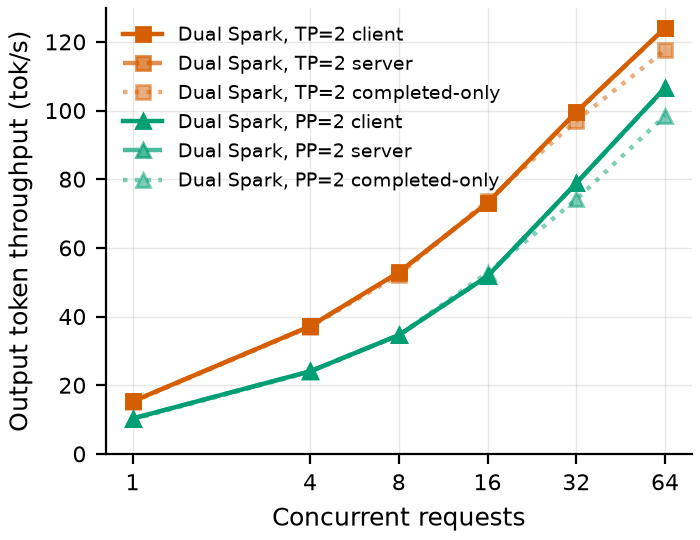 Dual Spark, TP=2 client
Dual Spark, TP=2 server
Dual Spark, TP=2 completed-only
Dual Spark, PP=2 client
Dual Spark, PP=2 server
Dual Spark, PP=2 completed-only
Output token throughput (tok/s)
120
100
80
60
40
20
0
1 4 8 16 32 64
Concurrent requests